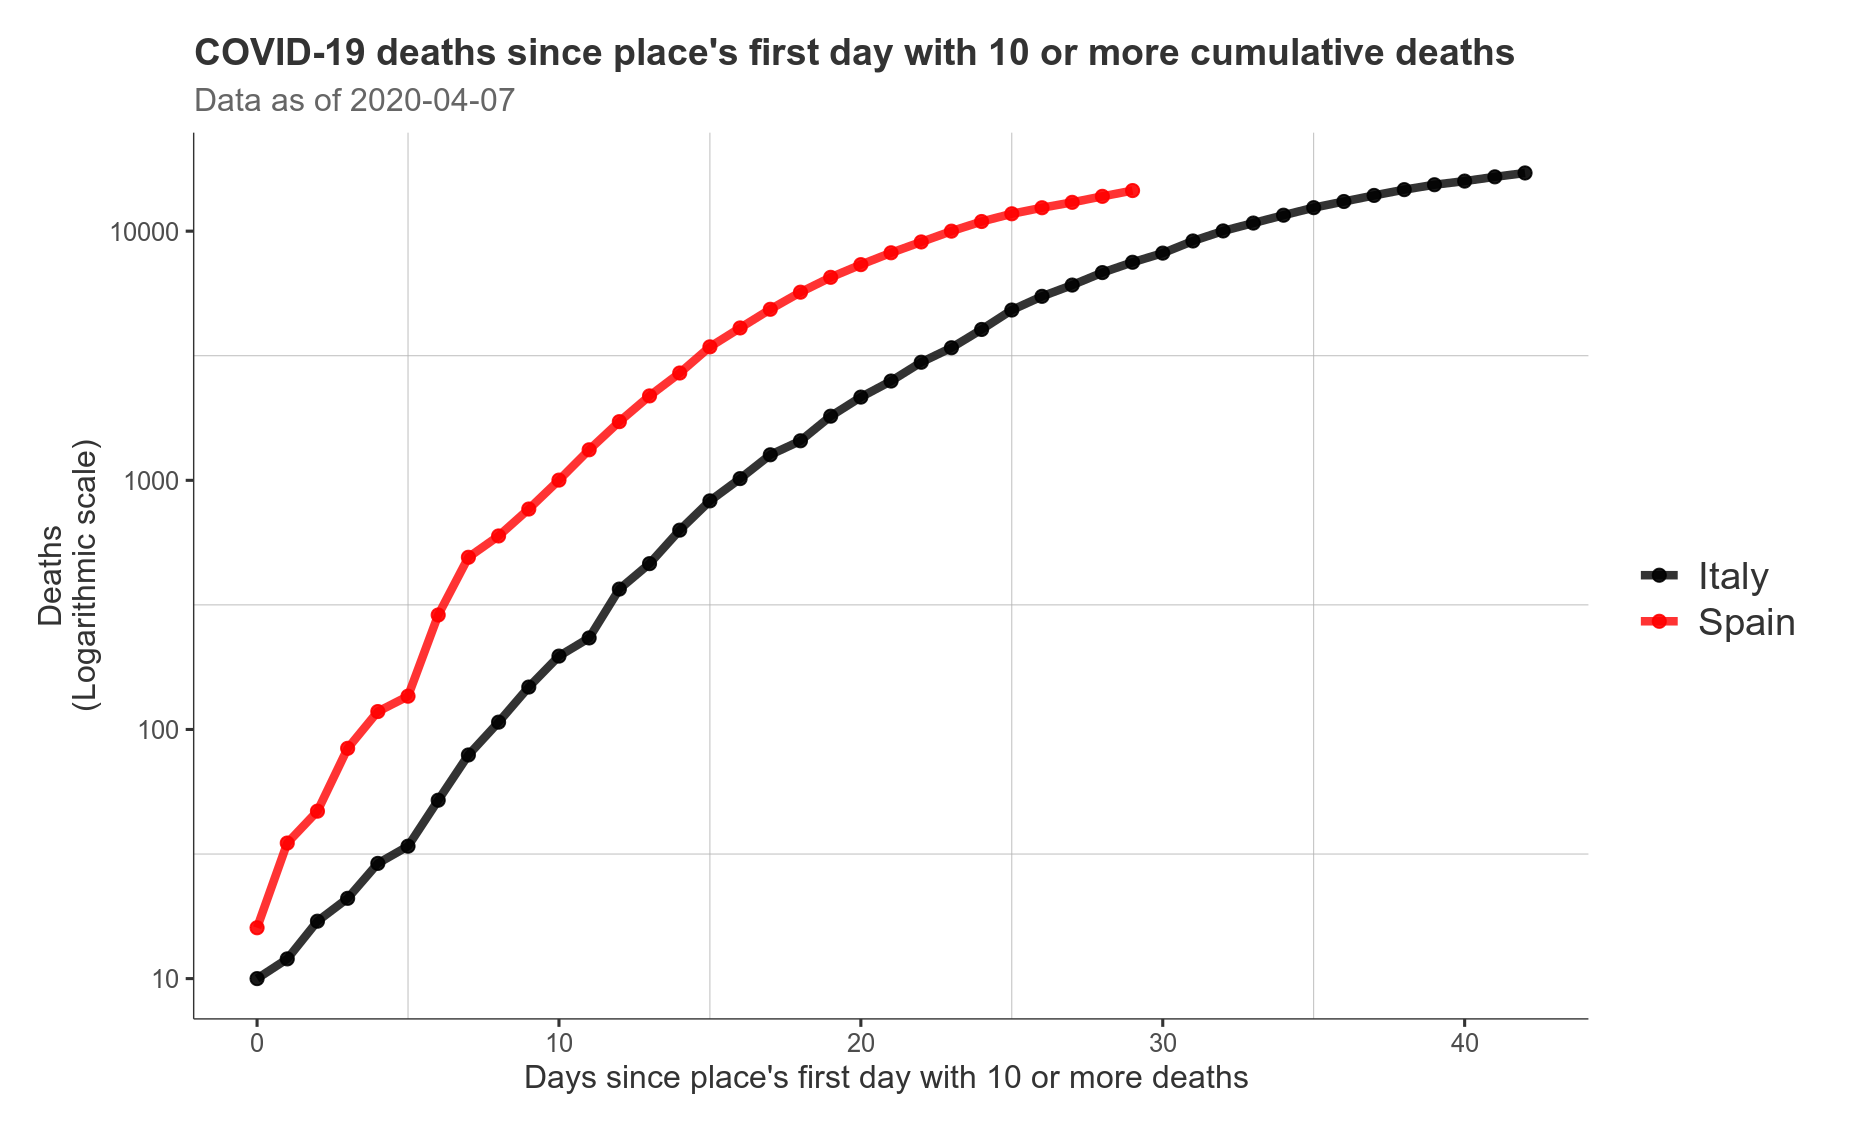 COVID-19 deaths since place's first day with 10 or more cumulative deaths
Data as of 2020-04-07
Deaths
(Logarithmic scale)
10000
1000
100
10
0
10
20
30
40
Days since place's first day with 10 or more deaths
Italy
Spain